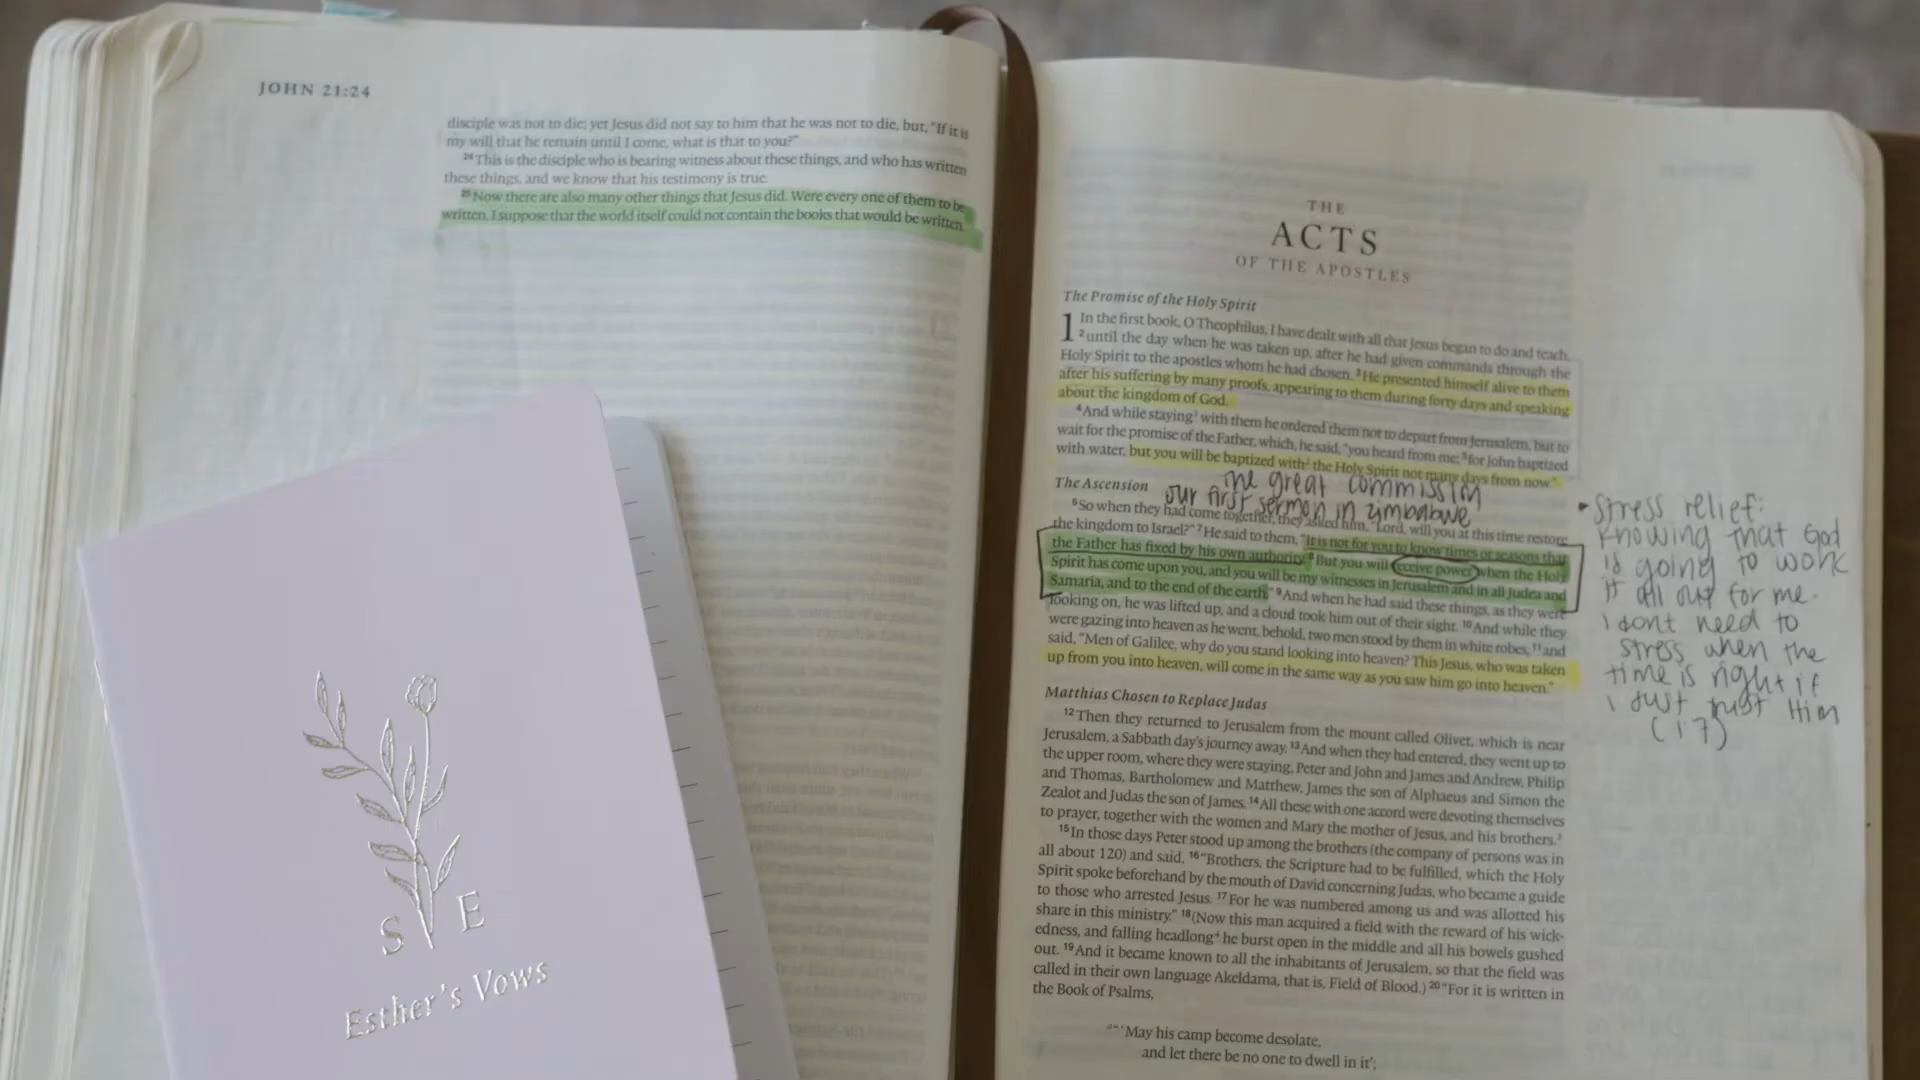 JOHN 21:24
disciple was not to die; yet Jesus did not say to him that he was not to die, but, "If it is
my will that he remain until I come, what is that to you?"
24 This is the disciple who is bearing witness about these things, and who has written
these things, and we know that his testimony is true.
25 Now there are also many other things that Jesus did. Were every one of them to be
written, I suppose that the world itself could not contain the books that would be written.
S E
Esther's Vows
THE
ACTS
OF THE APOSTLES
The Promise of the Holy Spirit
1 In the first book, O Theophilus, I have dealt with all that Jesus began to do and teach,
2 until the day when he was taken up, after he had given commands through the
Holy Spirit to the apostles whom he had chosen. 3 He presented himself alive to them
after his suffering by many proofs, appearing to them during forty days and speaking
about the kingdom of God.
4 And while staying1 with them he ordered them not to depart from Jerusalem, but to
wait for the promise of the Father, which, he said, "you heard from me; 5 for John baptized
with water, but you will be baptized with2 the Holy Spirit not many days from now."
The Ascension
the great commission
our first sermon in zimbabwe
6 So when they had come together, they asked him, "Lord, will you at this time restore
the kingdom to Israel?" 7 He said to them, "It is not for you to know times or seasons that
the Father has fixed by his own authority. 8 But you will receive power when the Holy
Spirit has come upon you, and you will be my witnesses in Jerusalem and in all Judea and
Samaria, and to the end of the earth." 9 And when he had said these things, as they were
looking on, he was lifted up, and a cloud took him out of their sight. 10 And while they
were gazing into heaven as he went, behold, two men stood by them in white robes, 11 and
said, "Men of Galilee, why do you stand looking into heaven? This Jesus, who was taken
up from you into heaven, will come in the same way as you saw him go into heaven."
Matthias Chosen to Replace Judas
12 Then they returned to Jerusalem from the mount called Olivet, which is near
Jerusalem, a Sabbath day's journey away. 13 And when they had entered, they went up to
the upper room, where they were staying, Peter and John and James and Andrew, Philip
and Thomas, Bartholomew and Matthew, James the son of Alphaeus and Simon the
Zealot and Judas the son of James. 14 All these with one accord were devoting themselves
to prayer, together with the women and Mary the mother of Jesus, and his brothers.3
15 In those days Peter stood up among the brothers (the company of persons was in
all about 120) and said, 16 "Brothers, the Scripture had to be fulfilled, which the Holy
Spirit spoke beforehand by the mouth of David concerning Judas, who became a guide
to those who arrested Jesus. 17 For he was numbered among us and was allotted his
share in this ministry." 18 (Now this man acquired a field with the reward of his wick-
edness, and falling headlong4 he burst open in the middle and all his bowels gushed
out. 19 And it became known to all the inhabitants of Jerusalem, so that the field was
called in their own language Akeldama, that is, Field of Blood.) 20 "For it is written in
the Book of Psalms,
"'May his camp become desolate,
and let there be no one to dwell in it';
Stress relief:
Knowing that God
is going to work
it all out for me.
i dont need to
stress when the
time is right if
i just trust Him
(1:7)